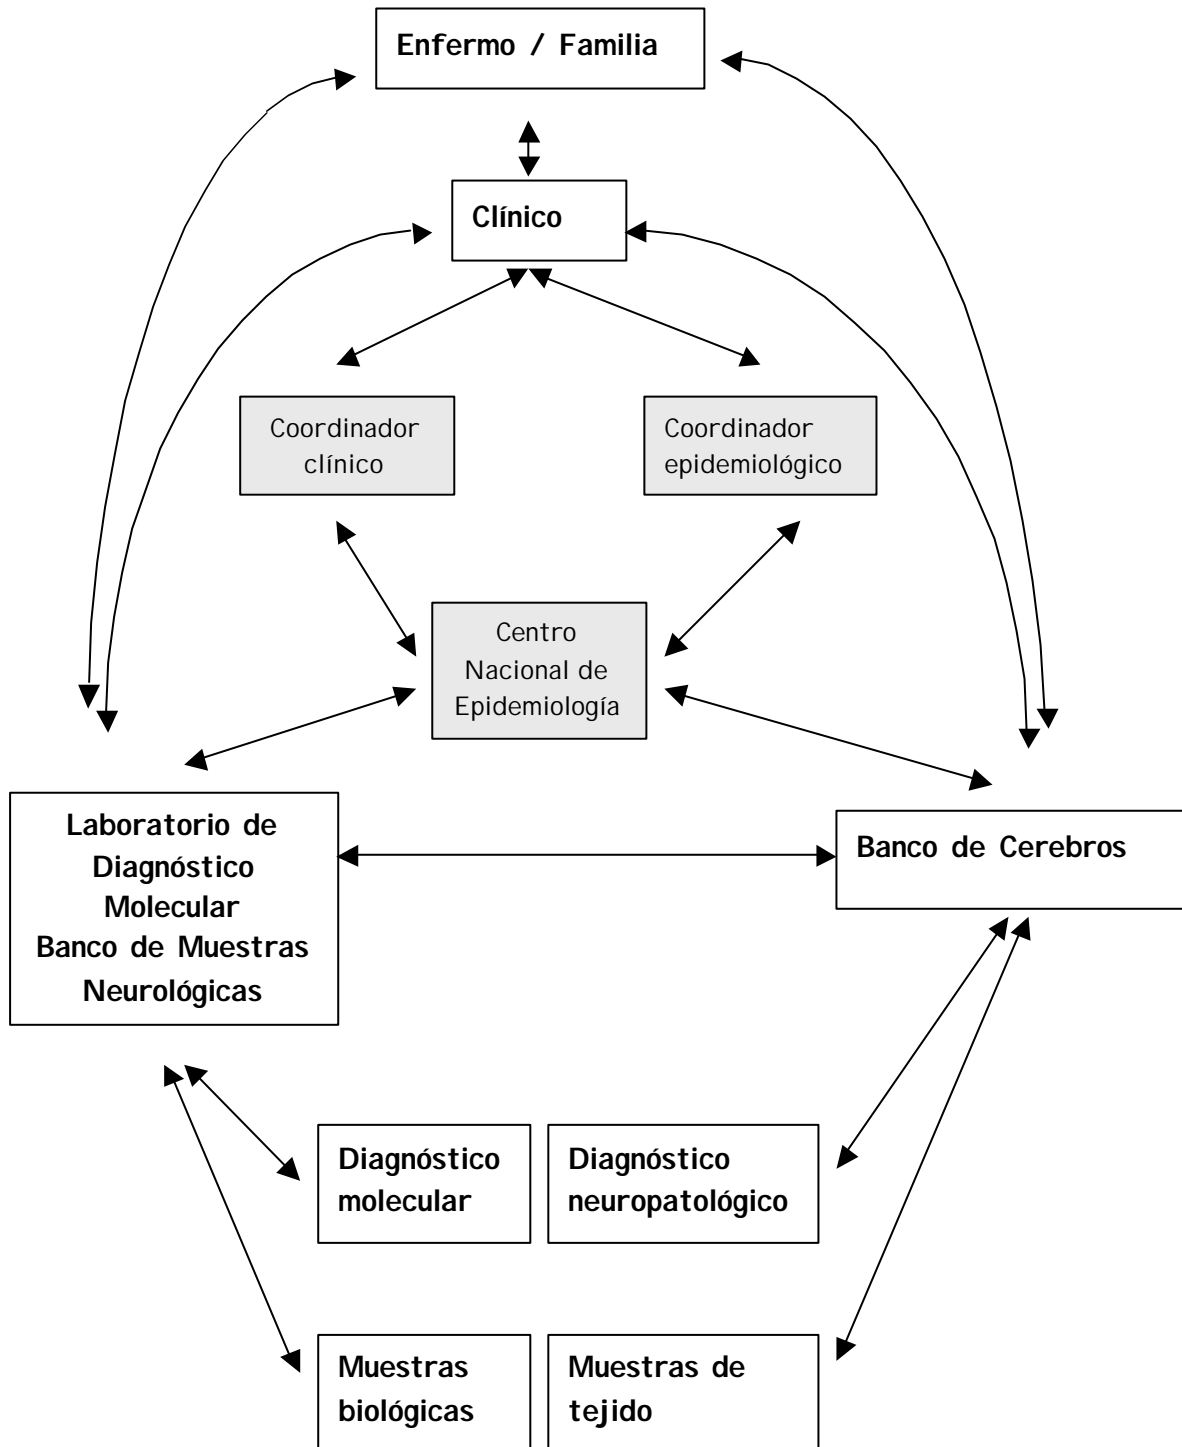 Enfermo / Familia
Clínico
Coordinador
clínico
Coordinador
epidemiológico
Centro
Nacional de
Epidemiología
Laboratorio de
Diagnóstico
Molecular
Banco de Muestras
Neurológicas
Banco de Cerebros
Diagnóstico
molecular
Diagnóstico
neuropatológico
Muestras
biológicas
Muestras de
tejido